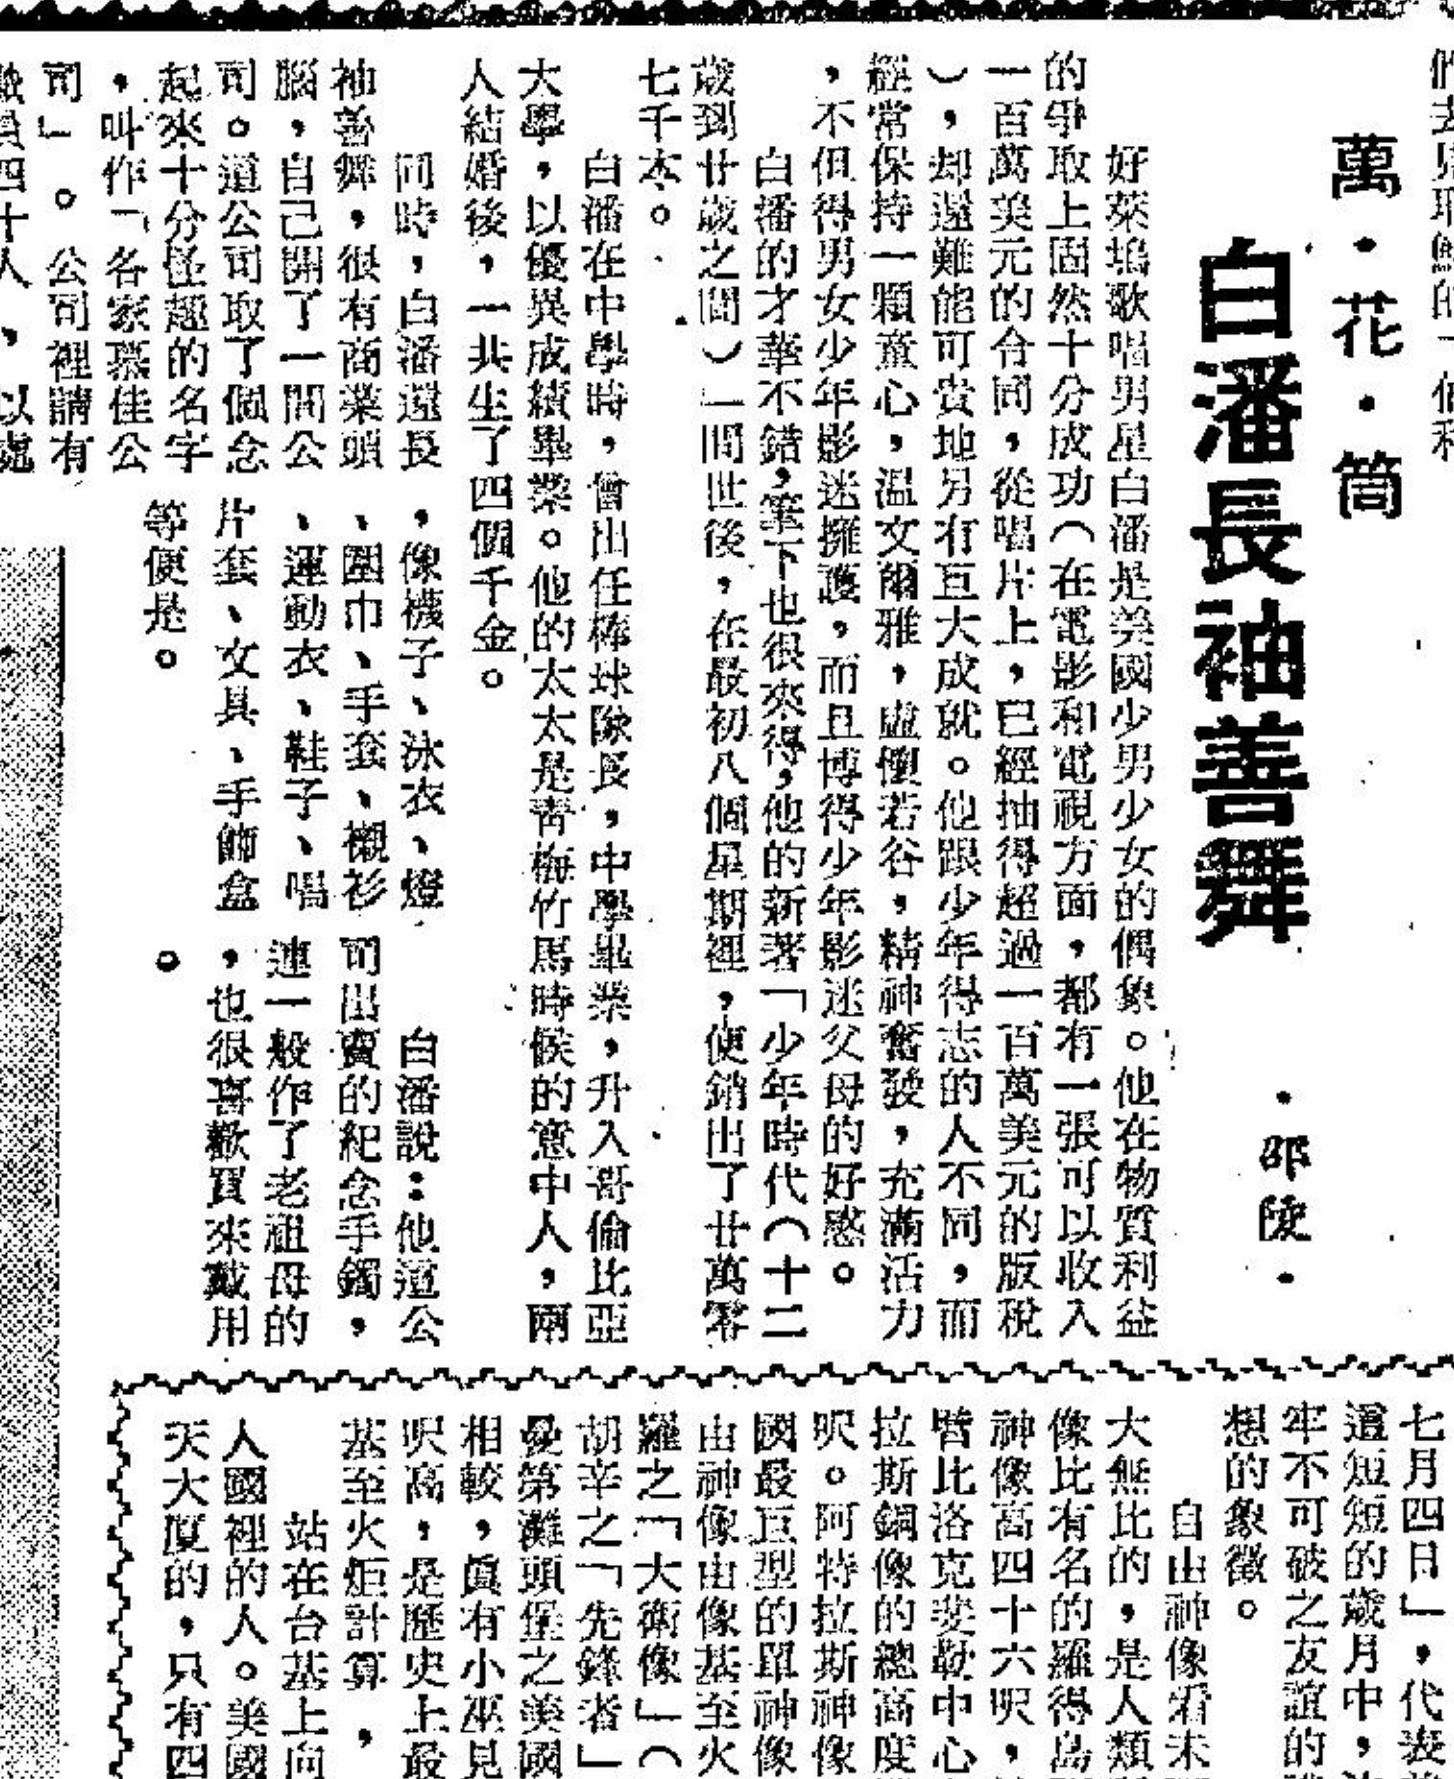 萬・花・筒
白潘長袖善舞
・邵陵・
好萊塢歌唱男星白潘是美國少男少女的偶象。他在物質利益
的爭取上固然十分成功（在電影和電視方面，都有一張可以收入
一百萬美元的合同，從唱片上，已經抽得超過一百萬美元的版稅
），却還難能可貴地另有巨大成就。他跟少年得志的人不同，而
經常保持一顆童心，溫文爾雅，虛懷若谷，精神奮發，充滿活力
，不但得男女少年影迷擁護，而且博得少年影迷父母的好感。
白潘的才華不錯，筆下也很來得，他的新著「少年時代（十二
歲到廿歲之間）」問世後，在最初八個星期裡，便銷出了廿萬零
七千本。
白潘在中學時，曾出任棒球隊長，中學畢業，升入哥倫比亞
大學，以優異成績畢業。他的太太是青梅竹馬時候的意中人，兩
人結婚後，一共生了四個千金。
同時，白潘還長
袖善舞，很有商業頭
腦，自己開了一間公
司。這公司取了個念
起來十分怪趣的名字
，叫作「名家慕佳公
司」。公司裡請有
四十人，以處
，像襪子、泳衣、燈
、圍巾、手套、襯衫
、運動衣、鞋子、唱
片套、文具、手飾盒
等便是。
白潘說：他這公
司出賣的紀念手鐲，
連一般作了老祖母的
，也很喜歡買來戴用
。
七月四日」，代表
這短短的歲月中，
牢不可破之友誼的
想的象徵。
自由神像看未
大無比的，是人類
像比有名的羅得島
神像高四十六呎，
暨比洛克斐勒中心
拉斯銅像的總高度
呎。阿特拉斯神像
國最巨型的單神像
由神像由像基至火
羅之「大衛像」（
胡辛之「先鋒者」
曼第灘頭堡之美國
相較，眞有小巫見
呎高，是歷史上最
基至火炬計算，
站在台基上向
人國裡的人。美國
天大廈的，只有四